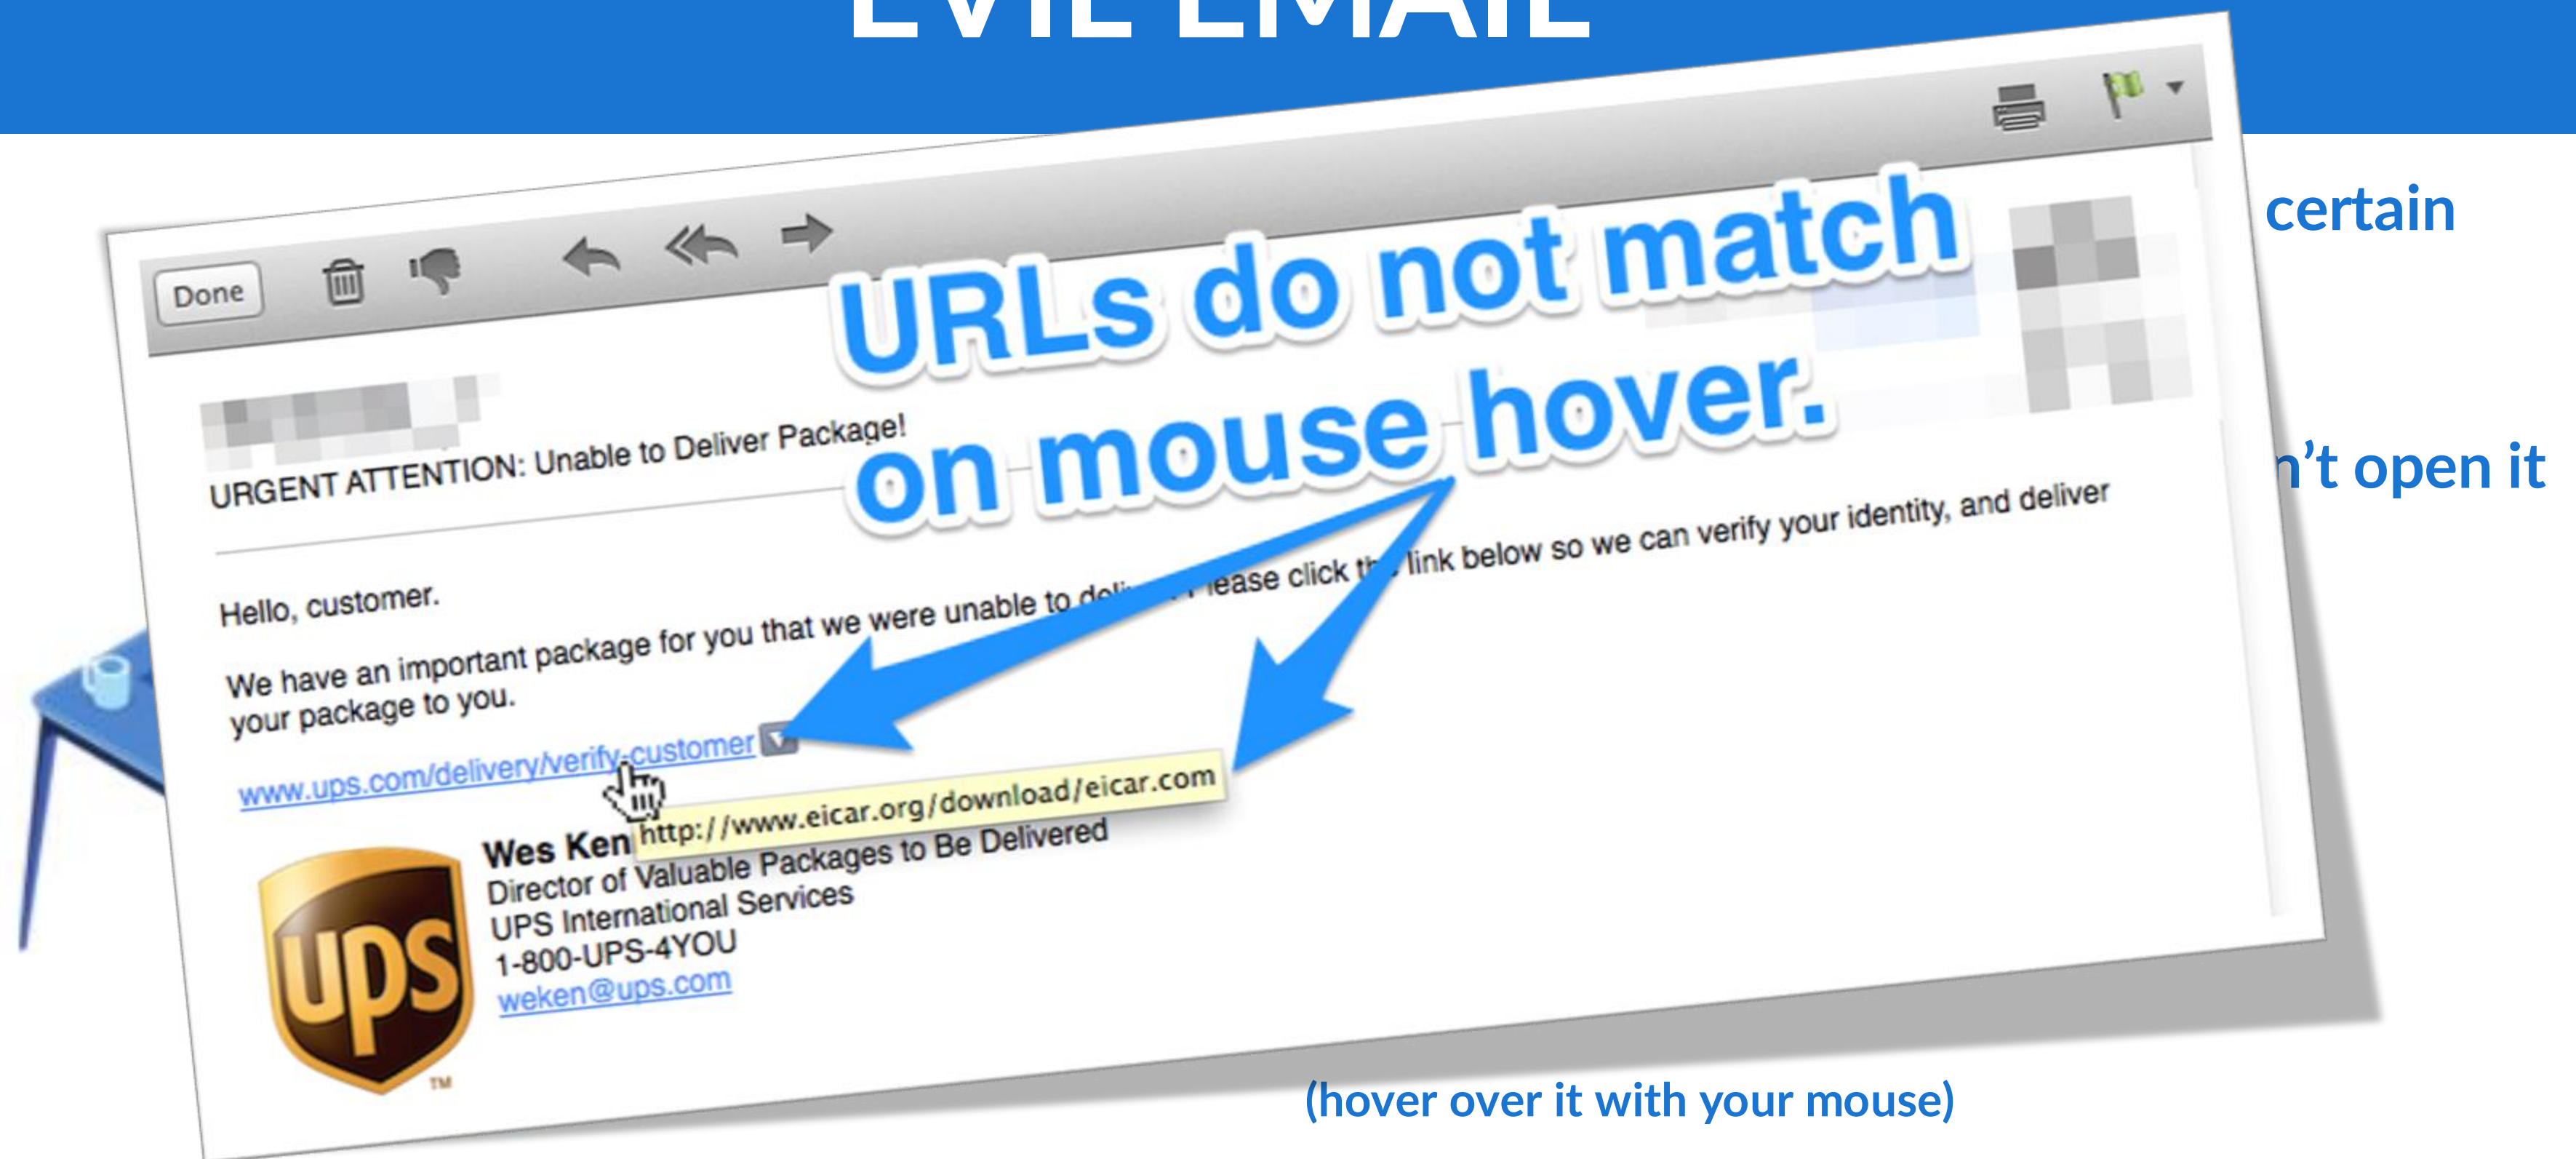 EVIL EMAIL
certain
n't open it
Done
URLs do not match
on mouse hover.
URGENT ATTENTION: Unable to Deliver Package!
Hello, customer.
We have an important package for you that we were unable to deli lease click th link below so we can verify your identity, and deliver
your package to you.
www.ups.com/delivery/verify-customer
http://www.eicar.org/download/eicar.com
Wes Ken
Director of Valuable Packages to Be Delivered
UPS International Services
1-800-UPS-4YOU
weken@ups.com
ups
TM
(hover over it with your mouse)